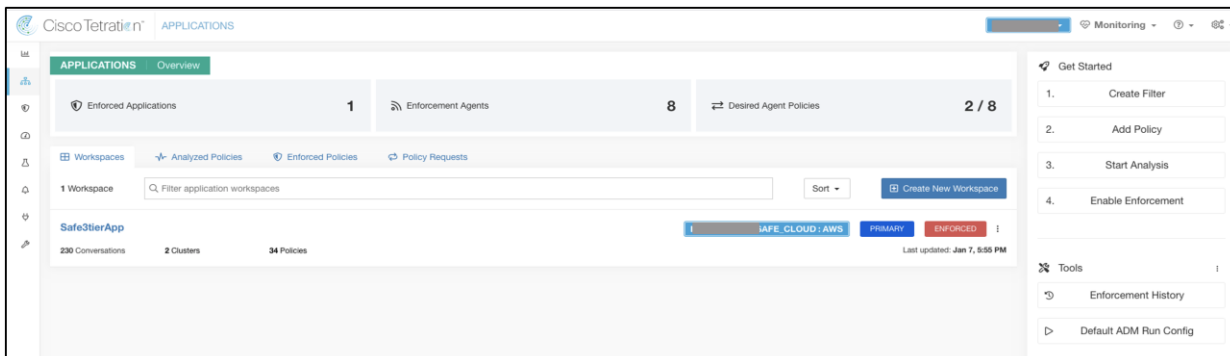 Cisco Tetration™ APPLICATIONS
Monitoring
APPLICATIONS Overview
Enforced Applications 1
Enforcement Agents 8
Desired Agent Policies 2 / 8
Workspaces Analyzed Policies Enforced Policies Policy Requests
1 Workspace Filter application workspaces Sort Create New Workspace
Safe3tierApp AFE_CLOUD : AWS PRIMARY ENFORCED
230 Conversations 2 Clusters 34 Policies Last updated: Jan 7, 5:55 PM
Get Started
1. Create Filter
2. Add Policy
3. Start Analysis
4. Enable Enforcement
Tools
Enforcement History
Default ADM Run Config